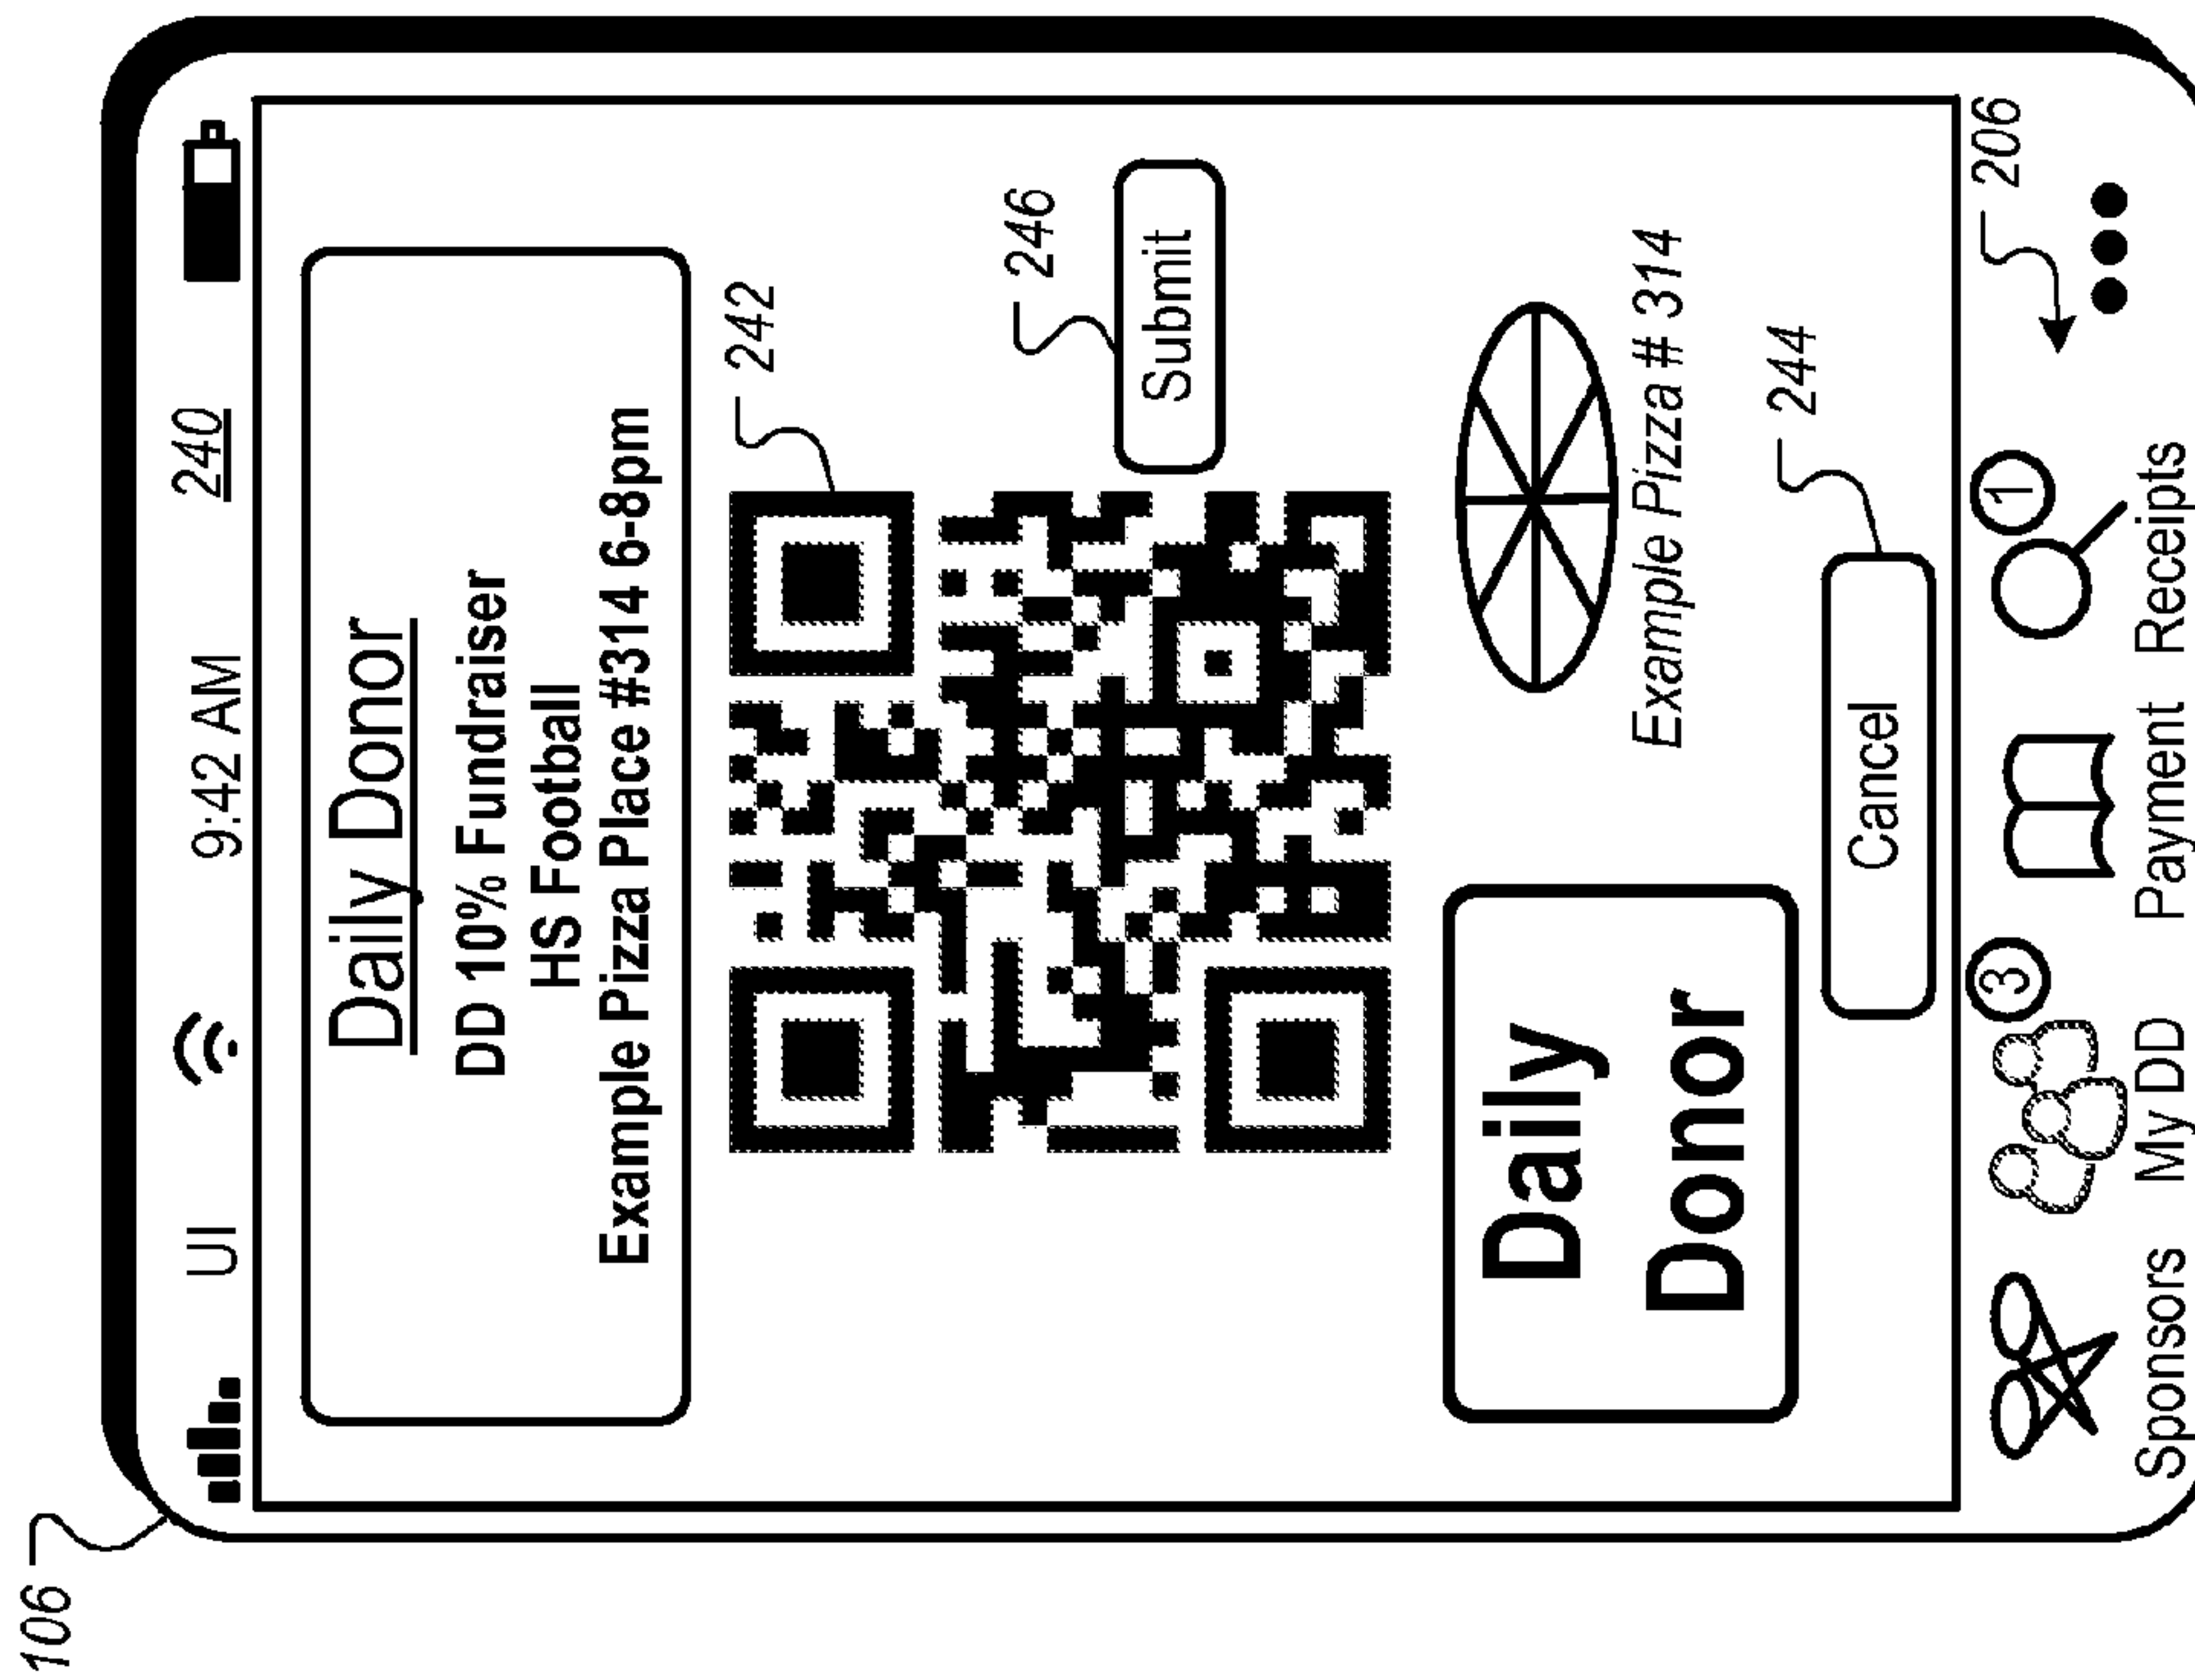 106
UI 9:42 AM 240
Daily Donor
DD 10% Fundraiser
HS Football
Example Pizza Place #314 6-8pm
242
246
Submit
Daily
Donor
Example Pizza # 314
244
Cancel
206
3 1
Sponsors My DD Payment Receipts